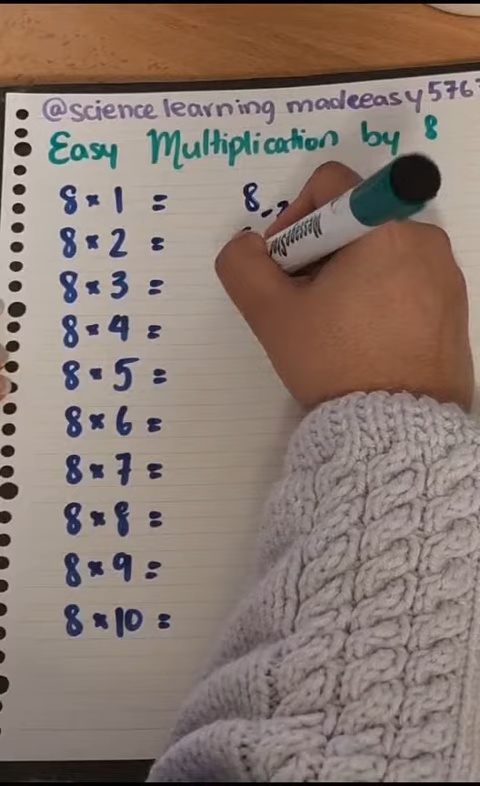 @science learning madeeasy576
Easy Multiplication by 8
8 × 1 = 8
8 × 2 =
8 × 3 =
8 × 4 =
8 × 5 =
8 × 6 =
8 × 7 =
8 × 8 =
8 × 9 =
8 × 10 =